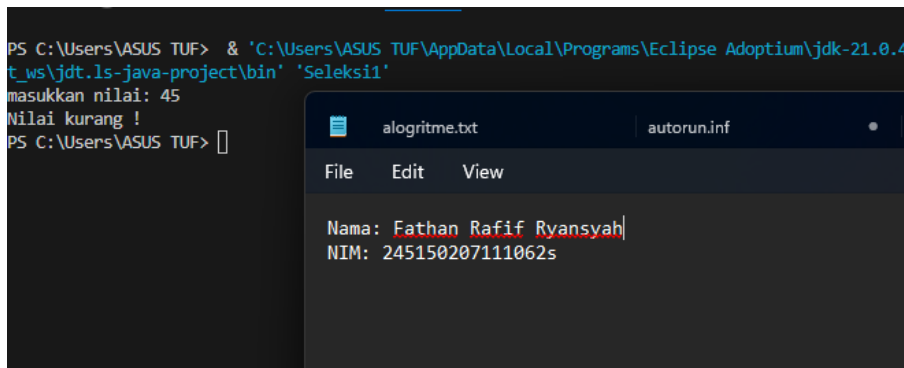 PS C:\Users\ASUS TUF>  & 'C:\Users\ASUS TUF\AppData\Local\Programs\Eclipse Adoptium\jdk-21.0.4
t_ws\jdt.ls-java-project\bin' 'Seleksi1'
masukkan nilai: 45
Nilai kurang !
PS C:\Users\ASUS TUF>
alogritme.txt autorun.inf
File Edit View
Nama: Fathan Rafif Ryansyah
NIM: 245150207111062s